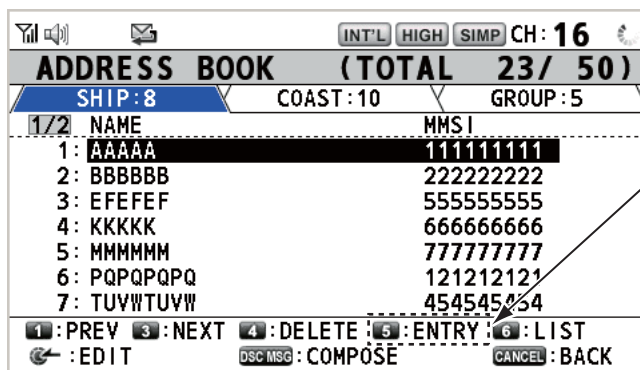 INT'L HIGH SIMP CH: 16
ADDRESS BOOK (TOTAL 23/ 50)
SHIP:8 COAST:10 GROUP:5
1/2 NAME MMSI
1: AAAAA 111111111
2: BBBBBB 222222222
3: EFEFEF 555555555
4: KKKKK 666666666
5: MMMMMM 777777777
6: PQPQPQPQ 121212121
7: TUVWTUVW 454545454
1 :PREV 3 :NEXT 4 :DELETE 5 :ENTRY 6 :LIST
:EDIT DSC MSG :COMPOSE CANCEL :BACK